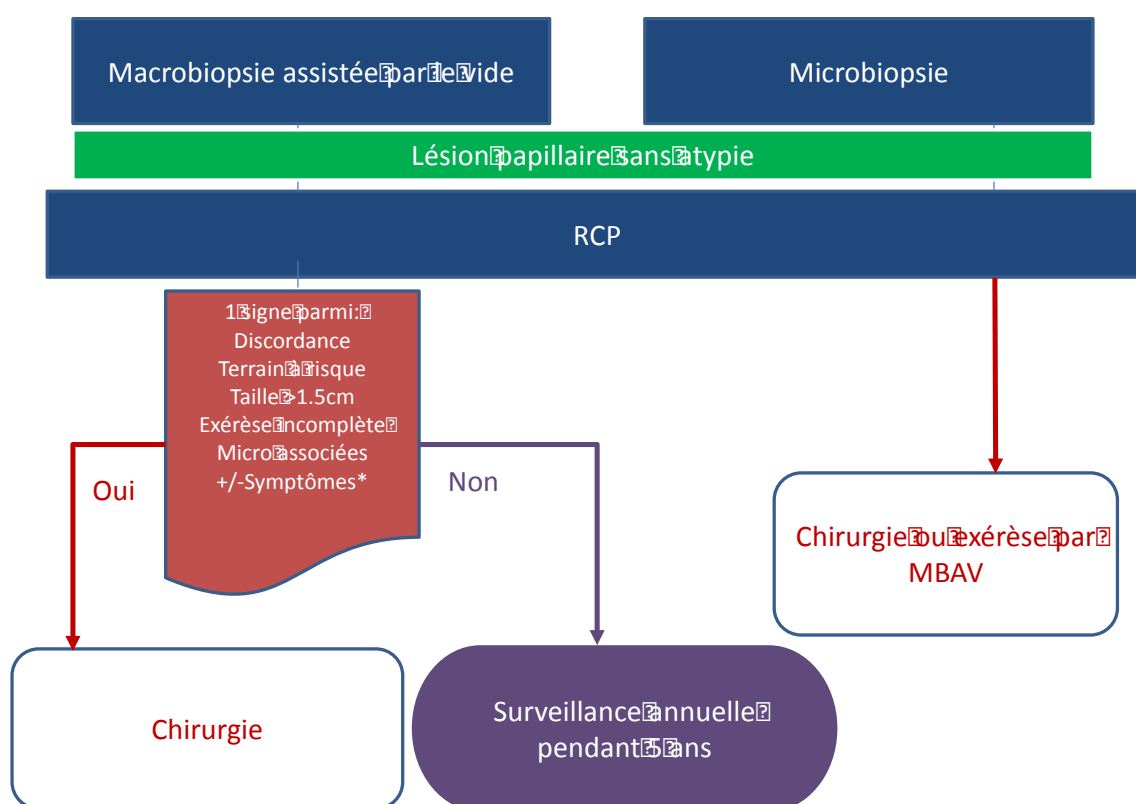 Macrobiopsie assistée par le vide
Microbiopsie
Lésion papillaire sans atypie
RCP
1 signe parmi:
Discordance
Terrain à risque
Taille >1.5cm
Exérèse incomplète
Micro associées
+/-Symptômes*
Oui
Non
Chirurgie ou exérèse par
MBAV
Chirurgie
Surveillance annuelle
pendant 5 ans